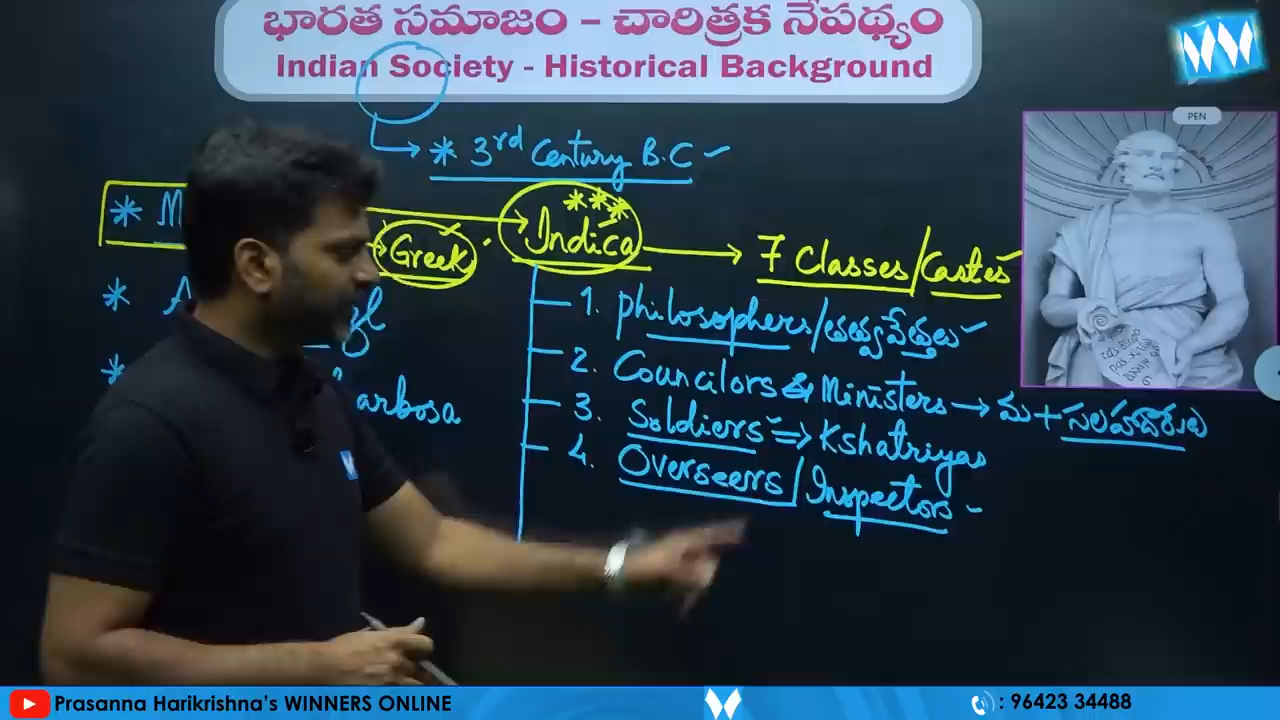 భారత సమాజం – చారిత్రక నేపథ్యం
Indian Society - Historical Background
PEN
* 3rd Century B.C
* M
Greek
Indica
7 Classes/Castes
1. philosophers/తత్వవేత్తలు
2. Councilors & Ministers → మ + సలహాదారులు
3. Soldiers => Kshatriyas
4. Overseers/Inspectors -
* A
zl
*
arbosa
Prasanna Harikrishna's WINNERS ONLINE
W
: 96423 34488